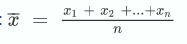 : x̅ = (x₁ + x₂ +...+xₙ) / n